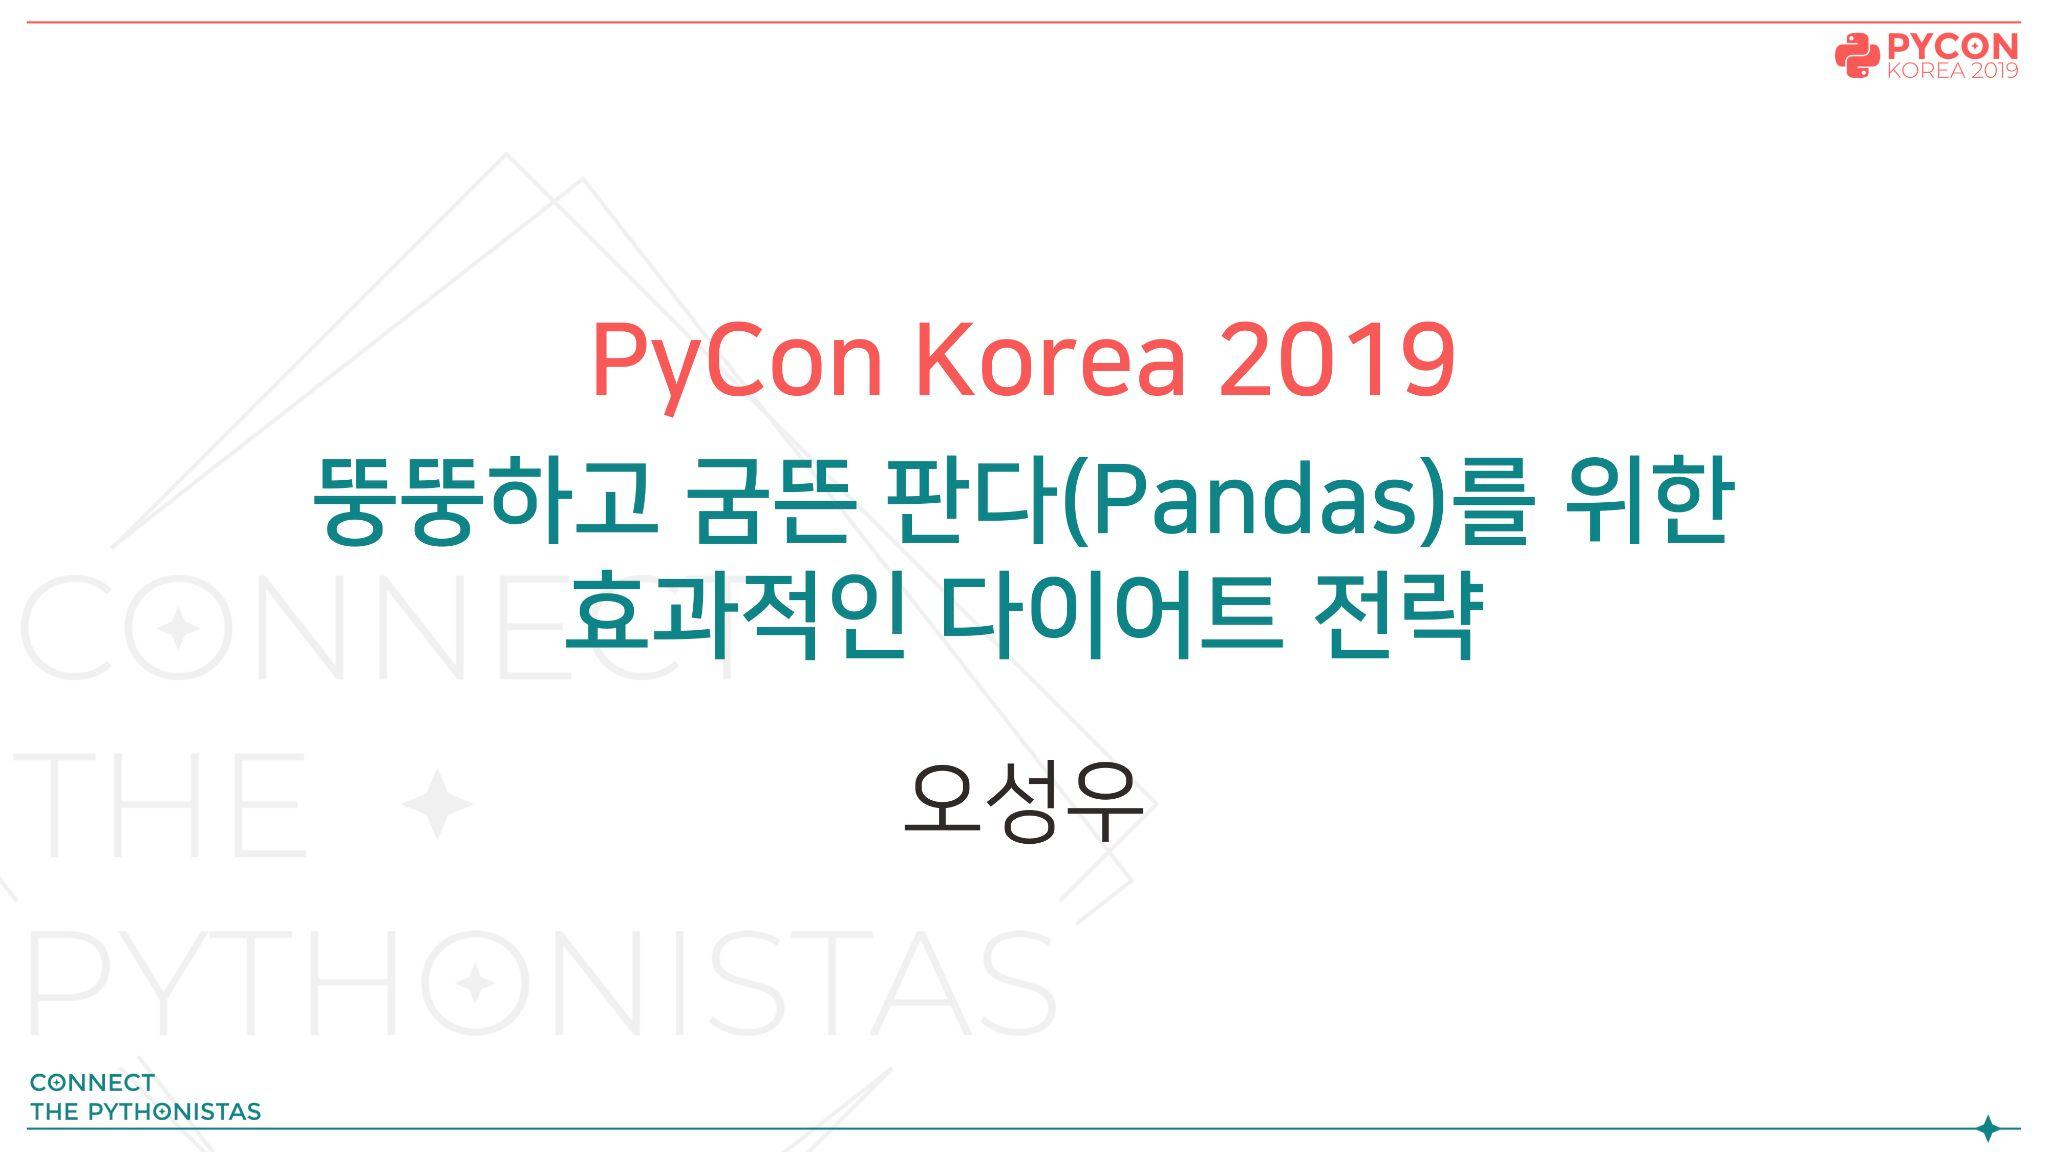 PYCON
KOREA 2019
PyCon Korea 2019
뚱뚱하고 굼뜬 판다(Pandas)를 위한
효과적인 다이어트 전략
오성우
CONNECT
THE
PYTHONISTAS
CONNECT
THE PYTHONISTAS